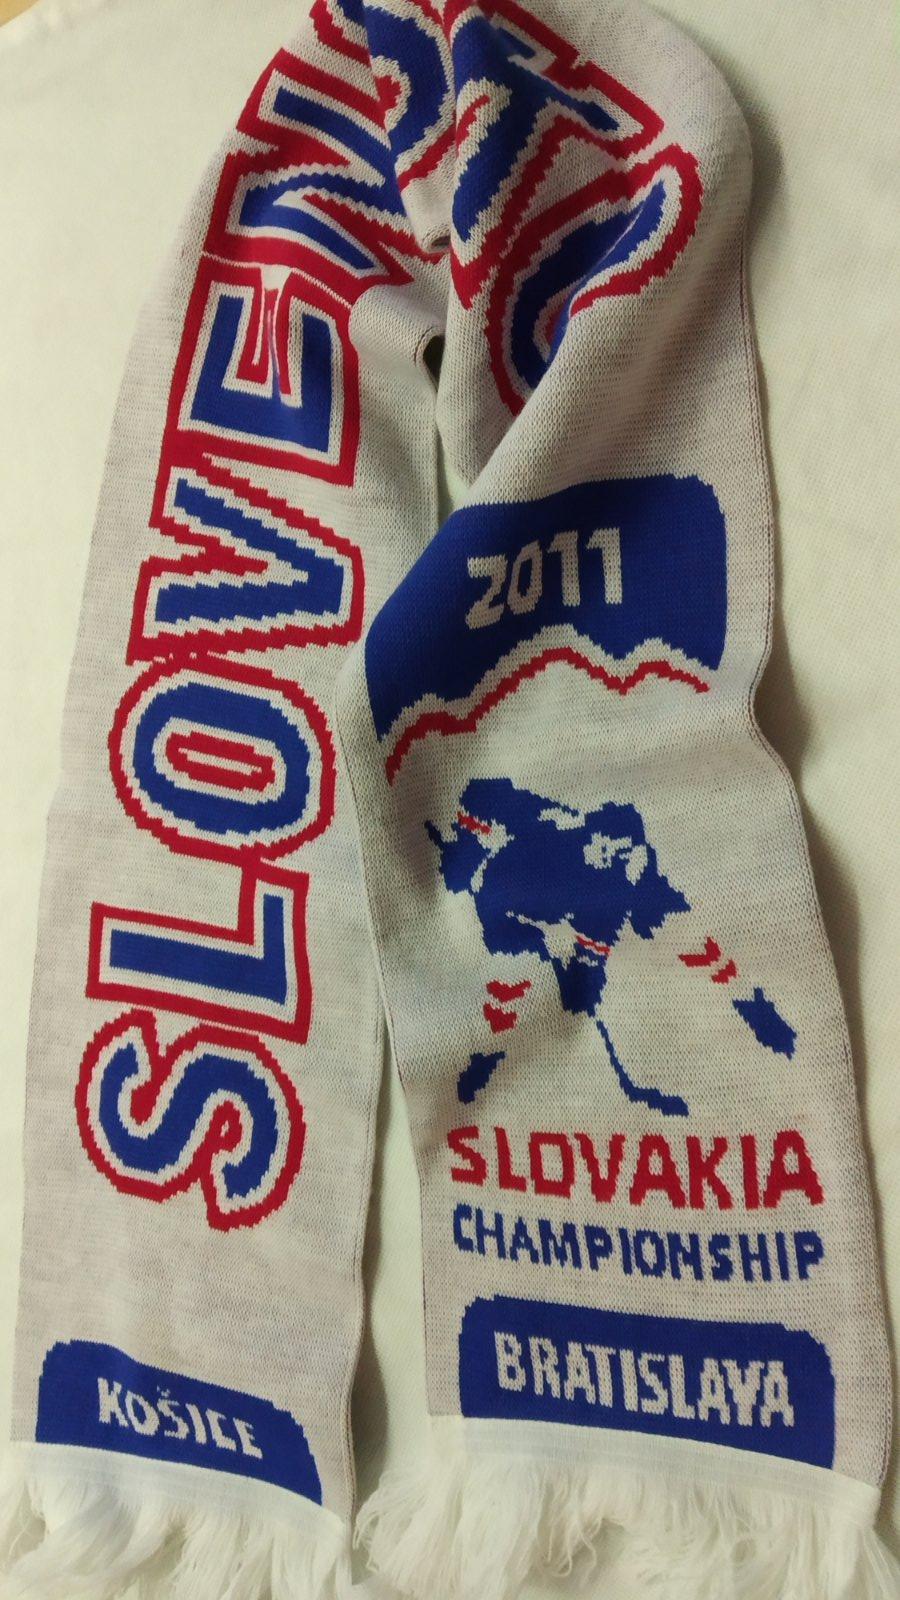 SLOVENSKO
KOŠICE
2011
SLOVAKIA
CHAMPIONSHIP
BRATISLAVA